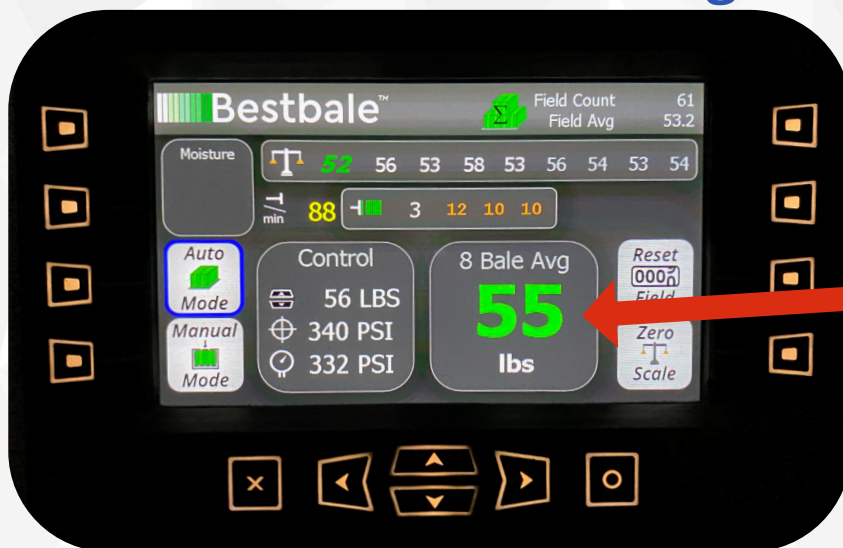 Bestbale™
Field Count 61
Field Avg 53.2
Moisture
52 56 53 58 53 56 54 53 54
min 88 3 12 10 10
Auto
Mode
Manual
Mode
Control
56 LBS
340 PSI
332 PSI
8 Bale Avg
55
lbs
Reset
000
Field
Zero
Scale